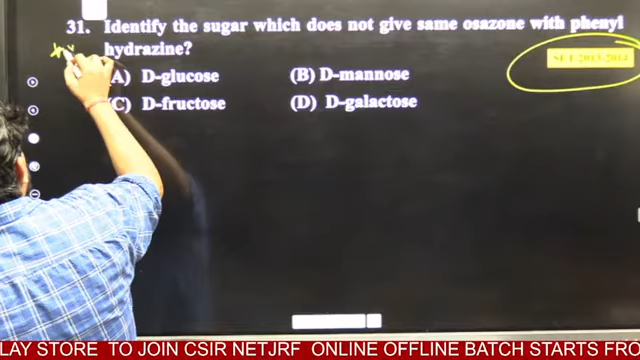 31. Identify the sugar which does not give same osazone with phenyl
hydrazine?
A) D-glucose (B) D-mannose
(C) D-fructose (D) D-galactose
LAY STORE TO JOIN CSIR NETJRF ONLINE OFFLINE BATCH STARTS FRO